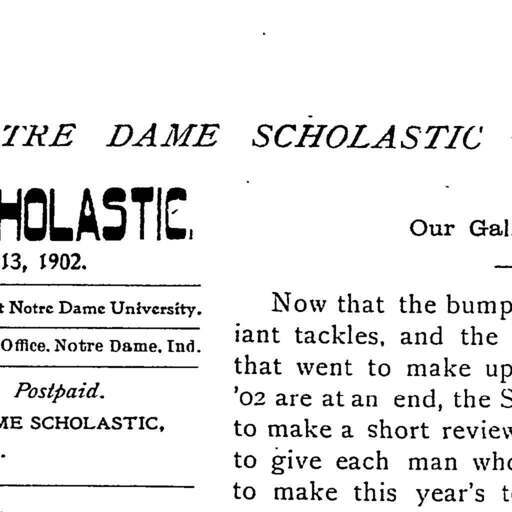 TRE DAME SCHOLASTIC
HOLASTIC.
13, 1902.
Notre Dame University.
Office, Notre Dame, Ind.
Postpaid.
ME SCHOLASTIC,
Our Gal
Now that the bump
iant tackles, and the
that went to make up
'02 are at an end, the S
to make a short review
to give each man who
to make this year's t